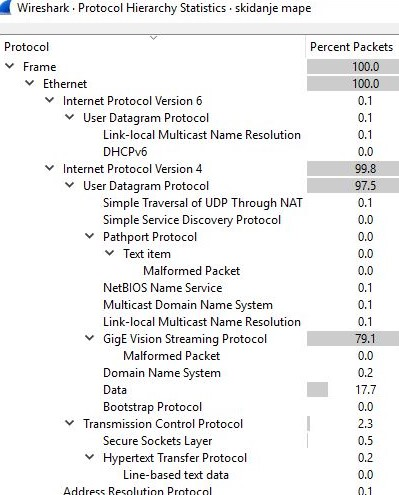 Wireshark · Protocol Hierarchy Statistics · skidanje mape
Protocol Percent Packets
Frame 100.0
Ethernet 100.0
Internet Protocol Version 6 0.1
User Datagram Protocol 0.1
Link-local Multicast Name Resolution 0.1
DHCPv6 0.0
Internet Protocol Version 4 99.8
User Datagram Protocol 97.5
Simple Traversal of UDP Through NAT 0.1
Simple Service Discovery Protocol 0.0
Pathport Protocol 0.0
Text item 0.0
Malformed Packet 0.0
NetBIOS Name Service 0.1
Multicast Domain Name System 0.1
Link-local Multicast Name Resolution 0.1
GigE Vision Streaming Protocol 79.1
Malformed Packet 0.0
Domain Name System 0.2
Data 17.7
Bootstrap Protocol 0.0
Transmission Control Protocol 2.3
Secure Sockets Layer 0.5
Hypertext Transfer Protocol 0.2
Line-based text data 0.0
Address Resolution Protocol 0.1